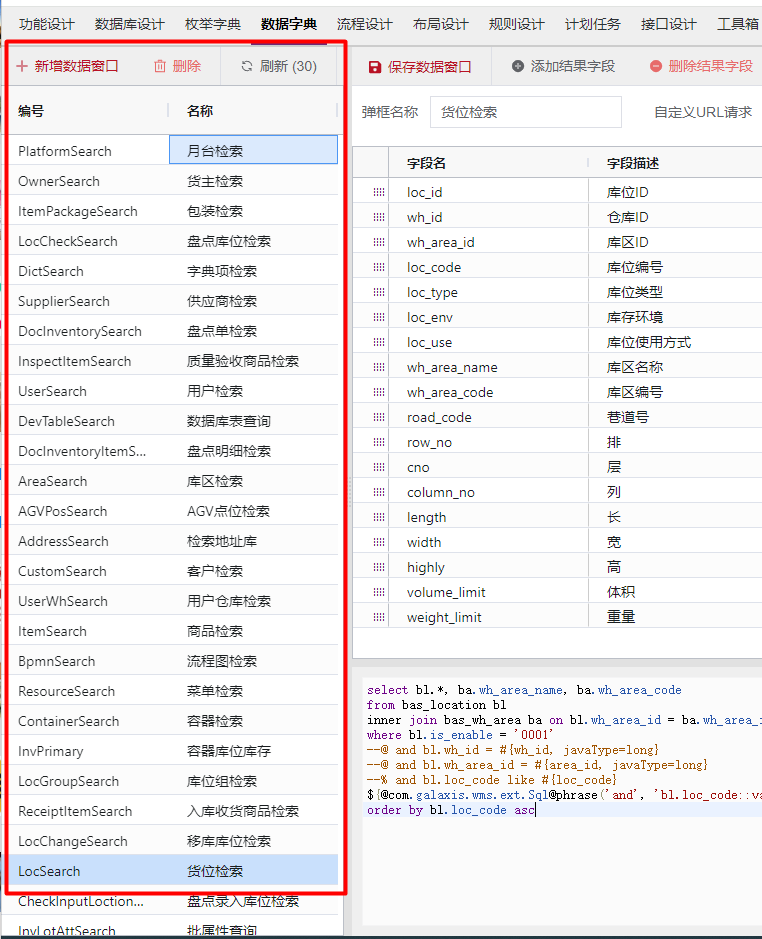 功能设计 数据库设计 枚举字典 数据字典 流程设计 布局设计 规则设计 计划任务 接口设计 工具箱
新增数据窗口 删除 刷新 (30)
编号 名称
PlatformSearch 月台检索
OwnerSearch 货主检索
ItemPackageSearch 包装检索
LocCheckSearch 盘点库位检索
DictSearch 字典项检索
SupplierSearch 供应商检索
DocInventorySearch 盘点单检索
InspectItemSearch 质量验收商品检索
UserSearch 用户检索
DevTableSearch 数据库表查询
DocInventoryItemS... 盘点明细检索
AreaSearch 库区检索
AGVPosSearch AGV点位检索
AddressSearch 检索地址库
CustomSearch 客户检索
UserWhSearch 用户仓库检索
ItemSearch 商品检索
BpmnSearch 流程图检索
ResourceSearch 菜单检索
ContainerSearch 容器检索
InvPrimary 容器库位库存
LocGroupSearch 库位组检索
ReceiptItemSearch 入库收货商品检索
LocChangeSearch 移库库位检索
LocSearch 货位检索
CheckInputLoction... 盘点录入库位检索
InvLotAttSearch 批属性查询
保存数据窗口 添加结果字段 删除结果字段
弹框名称 货位检索 自定义URL请求
字段名 字段描述
loc_id 库位ID
wh_id 仓库ID
wh_area_id 库区ID
loc_code 库位编号
loc_type 库位类型
loc_env 库存环境
loc_use 库位使用方式
wh_area_name 库区名称
wh_area_code 库区编号
road_code 巷道号
row_no 排
cno 层
column_no 列
length 长
width 宽
highly 高
volume_limit 体积
weight_limit 重量
select bl.*, ba.wh_area_name, ba.wh_area_code
from bas_location bl
inner join bas_wh_area ba on bl.wh_area_id = ba.wh_area_i
where bl.is_enable = '0001'
--@ and bl.wh_id = #{wh_id, javaType=long}
--@ and bl.wh_area_id = #{area_id, javaType=long}
--% and bl.loc_code like #{loc_code}
${@com.galaxis.wms.ext.Sql@phrase('and', 'bl.loc_code::va
order by bl.loc_code asc